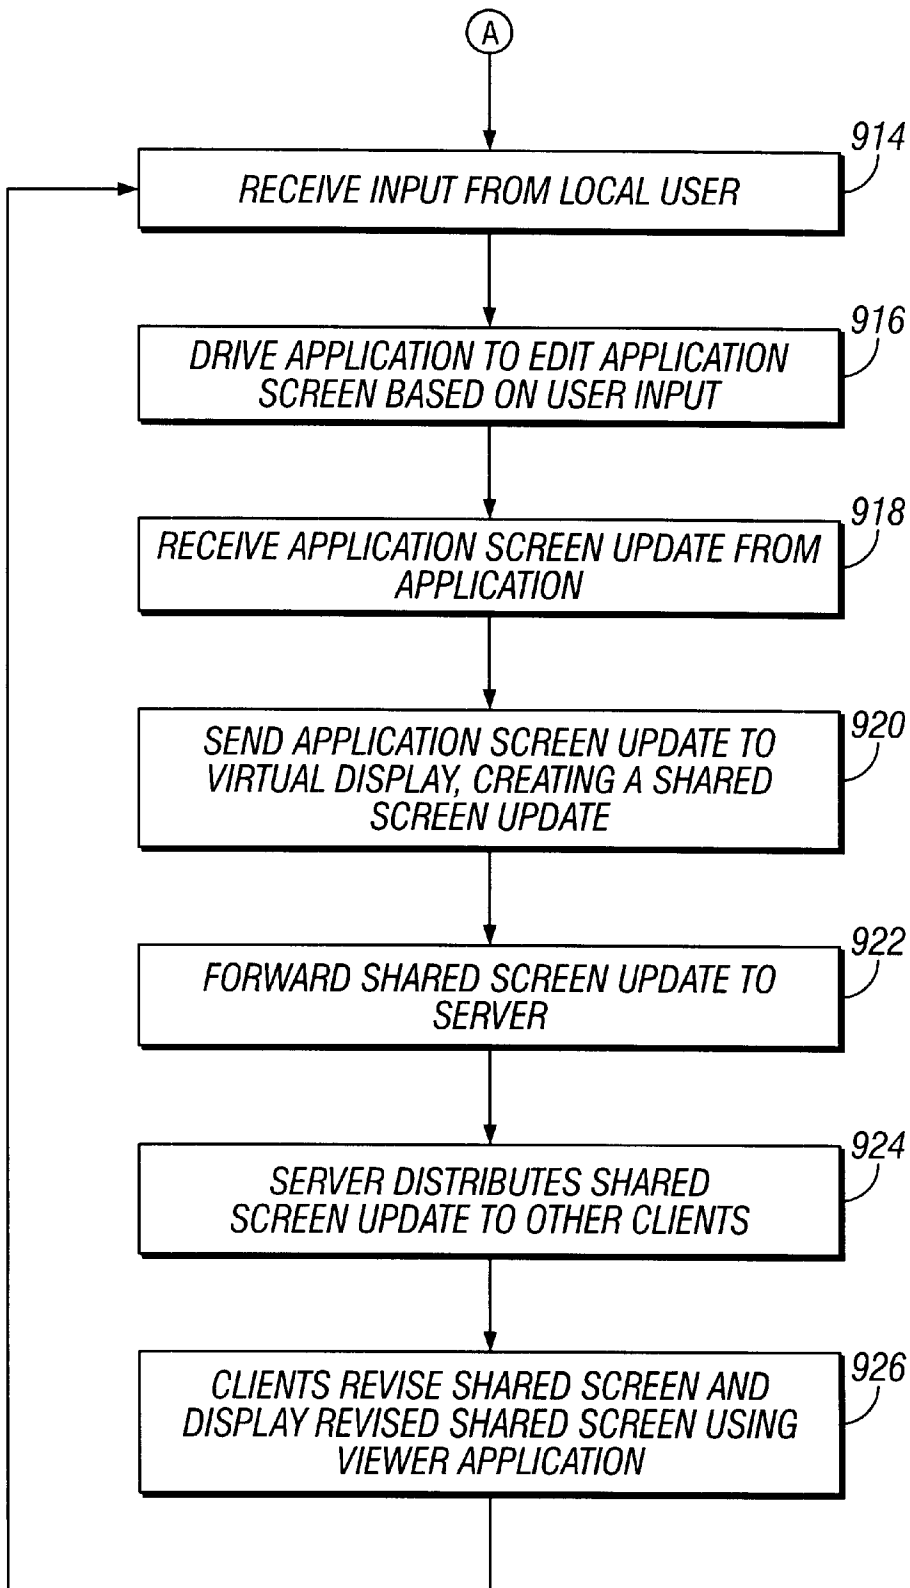 A
914
RECEIVE INPUT FROM LOCAL USER
916
DRIVE APPLICATION TO EDIT APPLICATION
SCREEN BASED ON USER INPUT
918
RECEIVE APPLICATION SCREEN UPDATE FROM
APPLICATION
920
SEND APPLICATION SCREEN UPDATE TO
VIRTUAL DISPLAY, CREATING A SHARED
SCREEN UPDATE
922
FORWARD SHARED SCREEN UPDATE TO
SERVER
924
SERVER DISTRIBUTES SHARED
SCREEN UPDATE TO OTHER CLIENTS
926
CLIENTS REVISE SHARED SCREEN AND
DISPLAY REVISED SHARED SCREEN USING
VIEWER APPLICATION